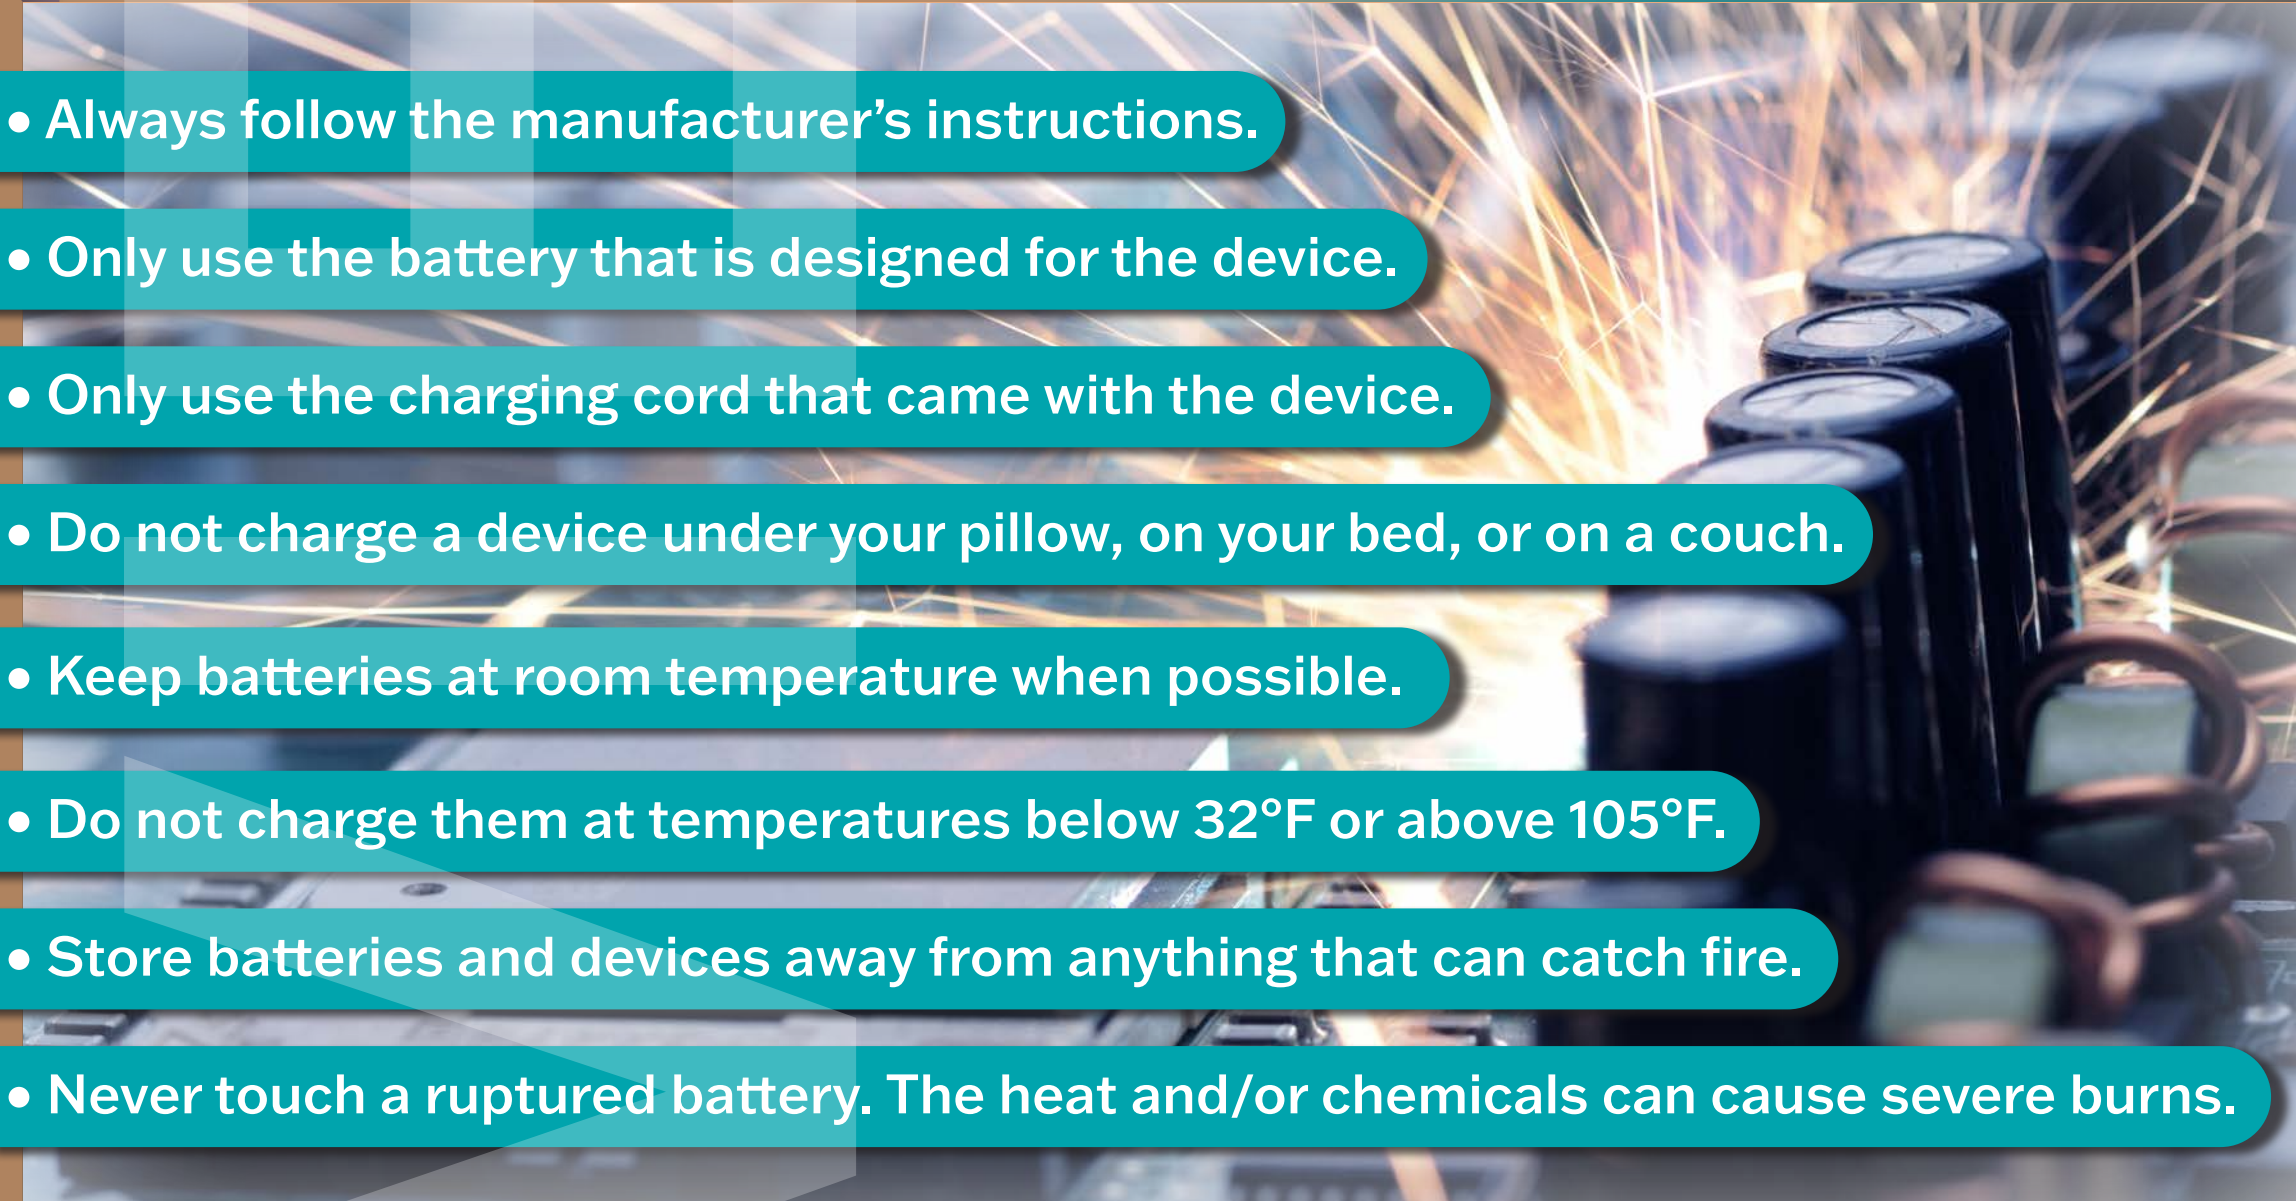 • Always follow the manufacturer’s instructions.
• Only use the battery that is designed for the device.
• Only use the charging cord that came with the device.
• Do not charge a device under your pillow, on your bed, or on a couch.
• Keep batteries at room temperature when possible.
• Do not charge them at temperatures below 32°F or above 105°F.
• Store batteries and devices away from anything that can catch fire.
• Never touch a ruptured battery. The heat and/or chemicals can cause severe burns.